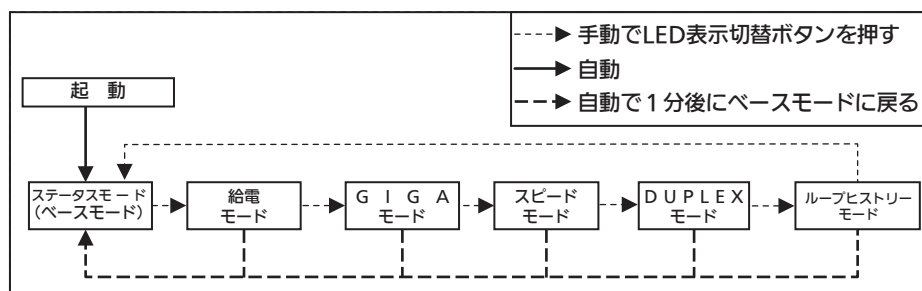 手動でLED表示切替ボタンを押す
自動
自動で1分後にベースモードに戻る
起 動
ステータスモード
(ベースモード)
給電
モード
G I G A
モード
スピード
モード
D U P L E X
モード
ループヒストリー
モード